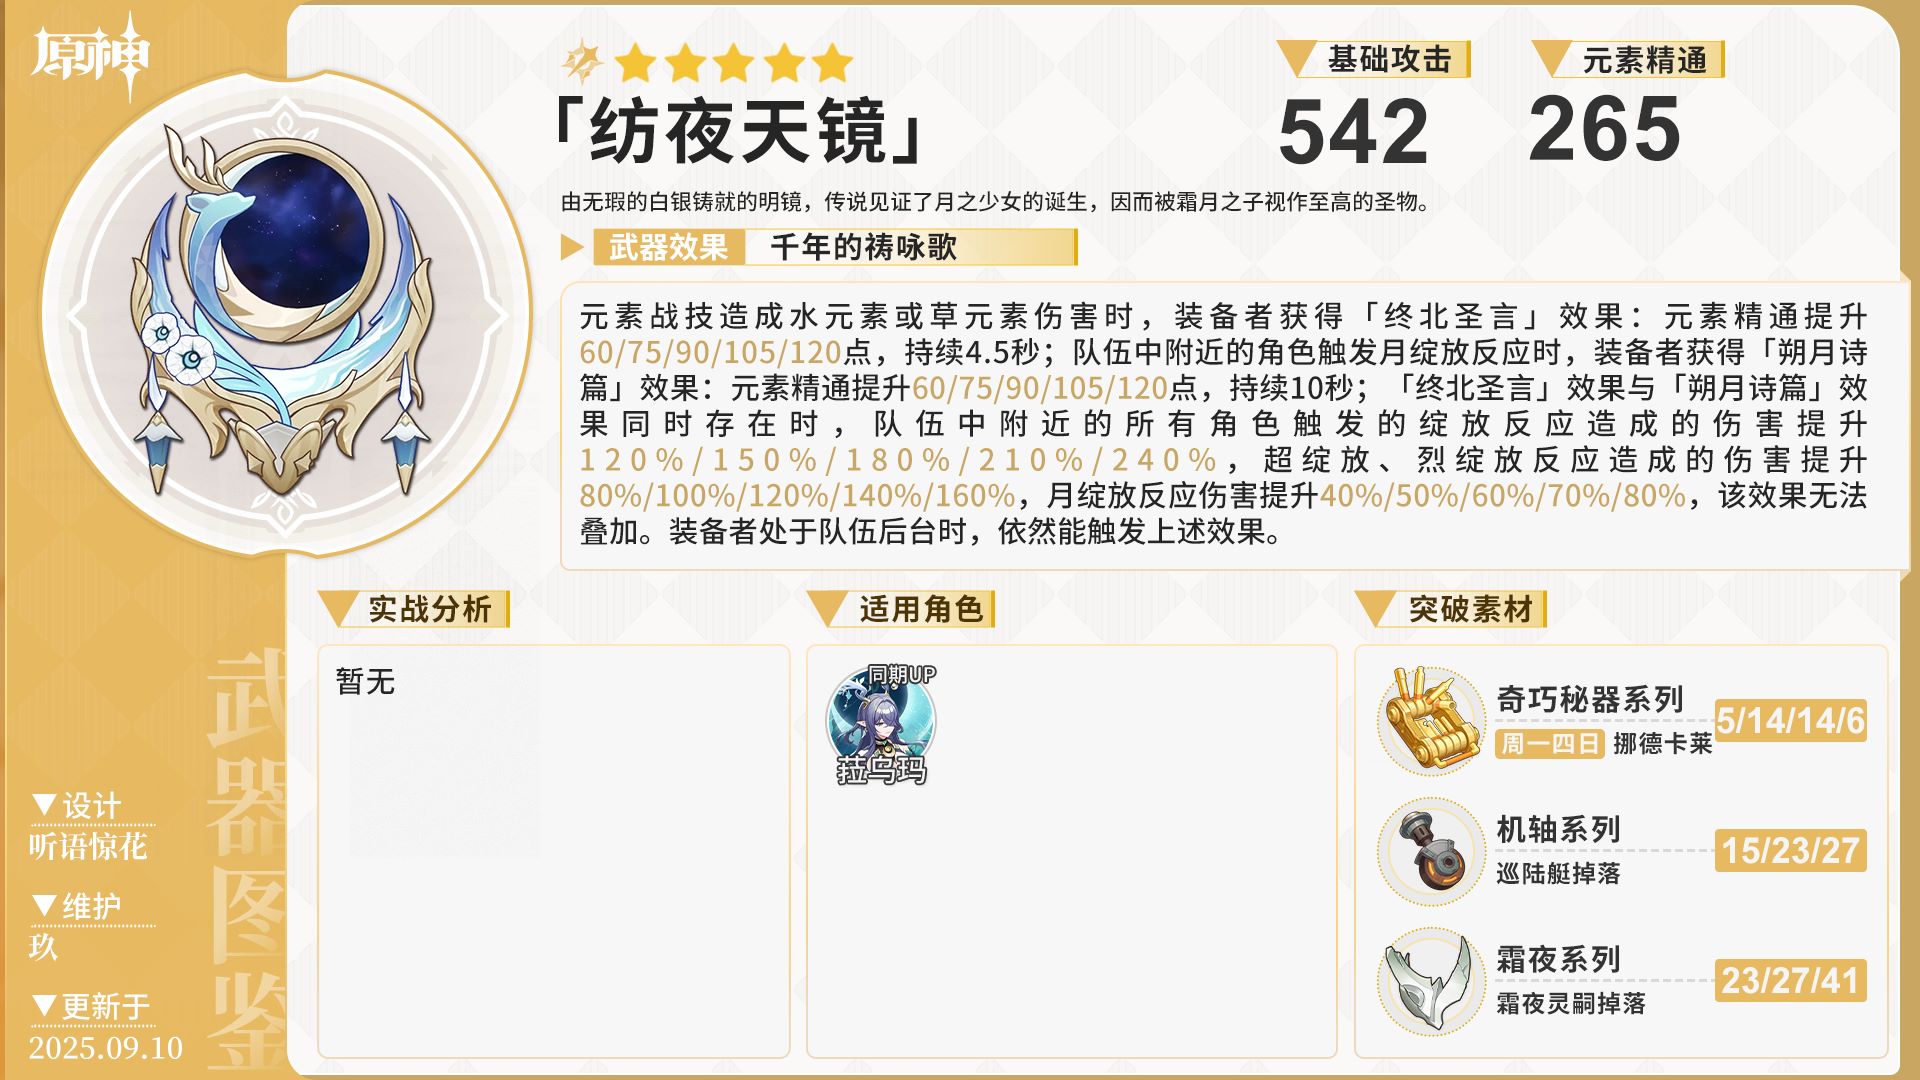 原神
「纺夜天镜」
基础攻击
542
元素精通
265
由无瑕的白银铸就的明镜，传说见证了月之少女的诞生，因而被霜月之子视作至高的圣物。
武器效果 千年的祷咏歌
元素战技造成水元素或草元素伤害时，装备者获得「终北圣言」效果：元素精通提升
60/75/90/105/120点，持续4.5秒；队伍中附近的角色触发月绽放反应时，装备者获得「朔月诗
篇」效果：元素精通提升60/75/90/105/120点，持续10秒；「终北圣言」效果与「朔月诗篇」效
果同时存在时，队伍中附近的所有角色触发的绽放反应造成的伤害提升
120%/150%/180%/210%/240%，超绽放、烈绽放反应造成的伤害提升
80%/100%/120%/140%/160%，月绽放反应伤害提升40%/50%/60%/70%/80%，该效果无法
叠加。装备者处于队伍后台时，依然能触发上述效果。
实战分析
暂无
适用角色
同期UP
菈乌玛
突破素材
奇巧秘器系列
周一四日 挪德卡莱
5/14/14/6
机轴系列
巡陆艇掉落
15/23/27
霜夜系列
霜夜灵嗣掉落
23/27/41
武器图鉴
▼设计
听语惊花
▼维护
玖
▼更新于
2025.09.10